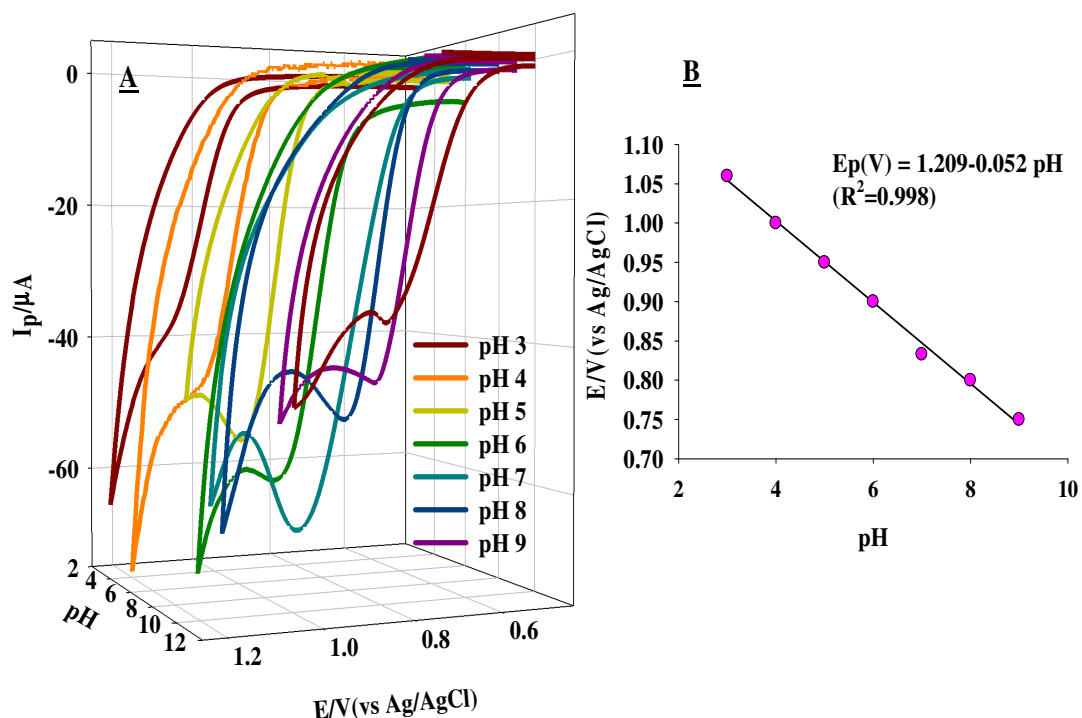 A
0
-20
-40
-60
Ip/μA
2
4
6
8
10
12
pH
1.2
1.0
0.8
0.6
E/V(vs Ag/AgCl)
pH 3
pH 4
pH 5
pH 6
pH 7
pH 8
pH 9
B
Ep(V) = 1.209-0.052 pH
(R²=0.998)
1.10
1.05
1.00
0.95
0.90
0.85
0.80
0.75
0.70
E/V(vs Ag/AgCl)
2
4
6
8
10
pH